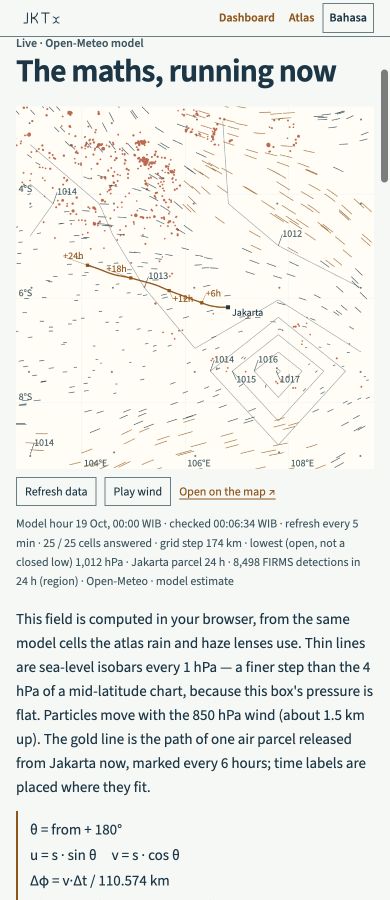 JKTx
Dashboard Atlas Bahasa
Live · Open-Meteo model
The maths, running now
4°S
1014
1012
+24h
+18h
1013
+12h
+6h
6°S
Jakarta
1014
1016
1015
1017
8°S
1014
104°E
106°E
108°E
Refresh data
Play wind
Open on the map ↗
Model hour 19 Oct, 00:00 WIB · checked 00:06:34 WIB · refresh every 5
min · 25 / 25 cells answered · grid step 174 km · lowest (open, not a
closed low) 1,012 hPa · Jakarta parcel 24 h · 8,498 FIRMS detections in
24 h (region) · Open-Meteo · model estimate
This field is computed in your browser, from the same
model cells the atlas rain and haze lenses use. Thin lines
are sea-level isobars every 1 hPa — a finer step than the 4
hPa of a mid-latitude chart, because this box's pressure is
flat. Particles move with the 850 hPa wind (about 1.5 km
up). The gold line is the path of one air parcel released
from Jakarta now, marked every 6 hours; time labels are
placed where they fit.
θ = from + 180°
u = s · sin θ v = s · cos θ
Δφ = v·Δt / 110.574 km